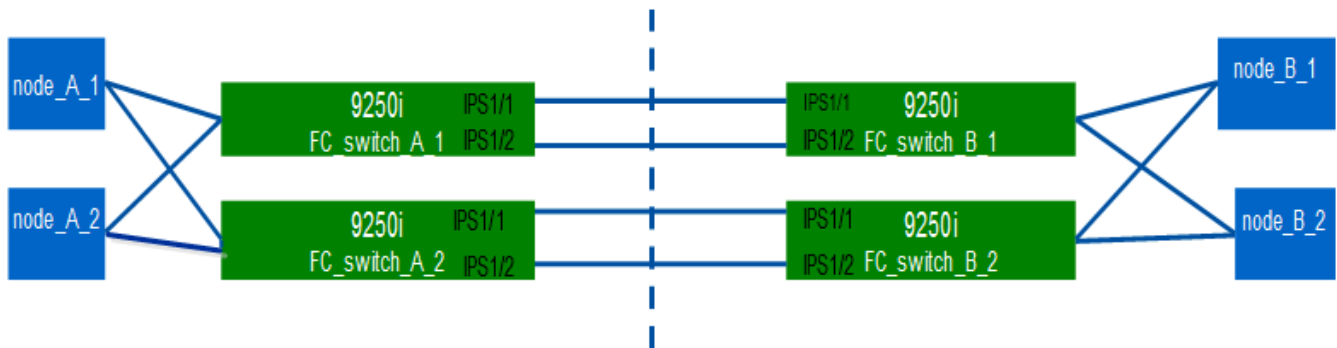 node_A_1
9250i
IPS1/1
FC_switch_A_1
IPS1/2
IPS1/1
9250i
IPS1/2
FC_switch_B_1
node_B_1
node_A_2
9250i
IPS1/1
FC_switch_A_2
IPS1/2
IPS1/1
9250i
IPS1/2
FC_switch_B_2
node_B_2